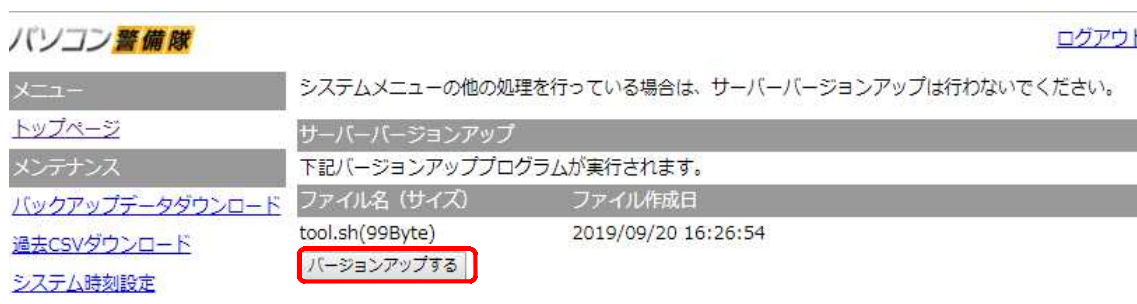 パソコン警備隊
ログアウト
メニュー
トップページ
メンテナンス
バックアップデータダウンロード
過去CSVダウンロード
システム時刻設定
システムメニューの他の処理を行っている場合は、サーバーバージョンアップは行わないでください。
サーバーバージョンアップ
下記バージョンアッププログラムが実行されます。
ファイル名（サイズ） ファイル作成日
tool.sh(99Byte) 2019/09/20 16:26:54
バージョンアップする